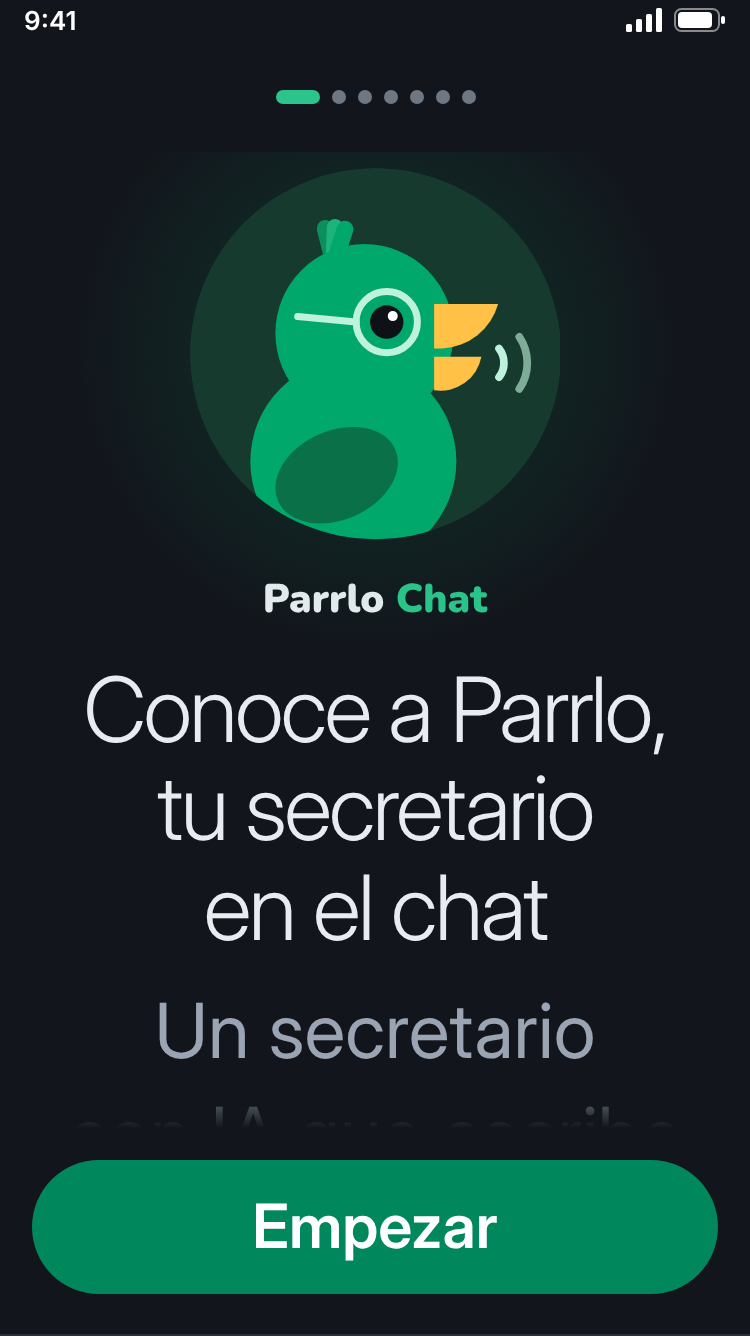 9:41
Parrlo Chat
Conoce a Parrlo,
tu secretario
en el chat
Un secretario
Empezar